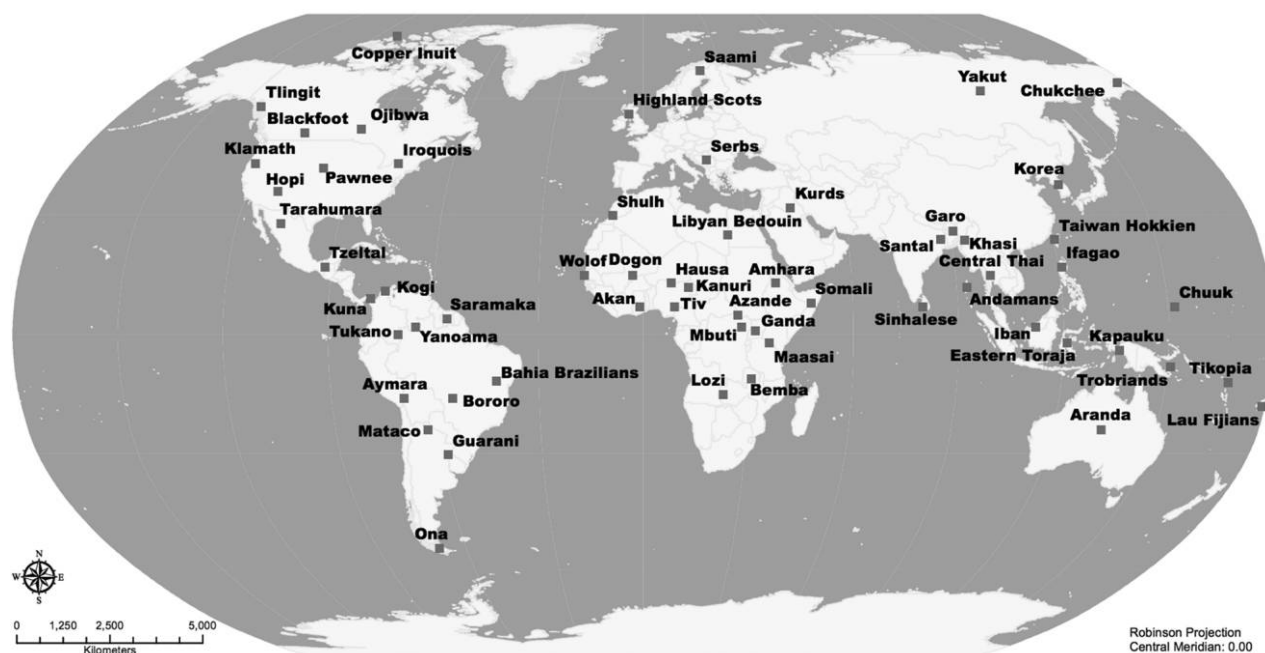 Copper Inuit
Saami
Yakut
Chukchee
Tlingit
Highland Scots
Blackfoot
Ojibwa
Klamath
Iroquois
Serbs
Pawnee
Korea
Hopi
Kurds
Shulh
Tarahumara
Libyan Bedouin
Garo
Taiwan Hokkien
Santal
Khasi
Tzeltal
Wolof
Dogon
Hausa
Amhara
Central Thai
Ifagao
Kogi
Kanuri
Somali
Kuna
Saramaka
Akan
Tiv
Azande
Andamans
Chuuk
Sinhalese
Tukano
Yanoama
Mbuti
Ganda
Iban
Kapauku
Eastern Toraja
Maasai
Bahia Brazilians
Tikopia
Aymara
Lozi
Bemba
Trobriands
Bororo
Aranda
Lau Fijians
Mataco
Guarani
Ona
N
W E
S
0 1,250 2,500 5,000
Kilometers
Robinson Projection
Central Meridian: 0.00